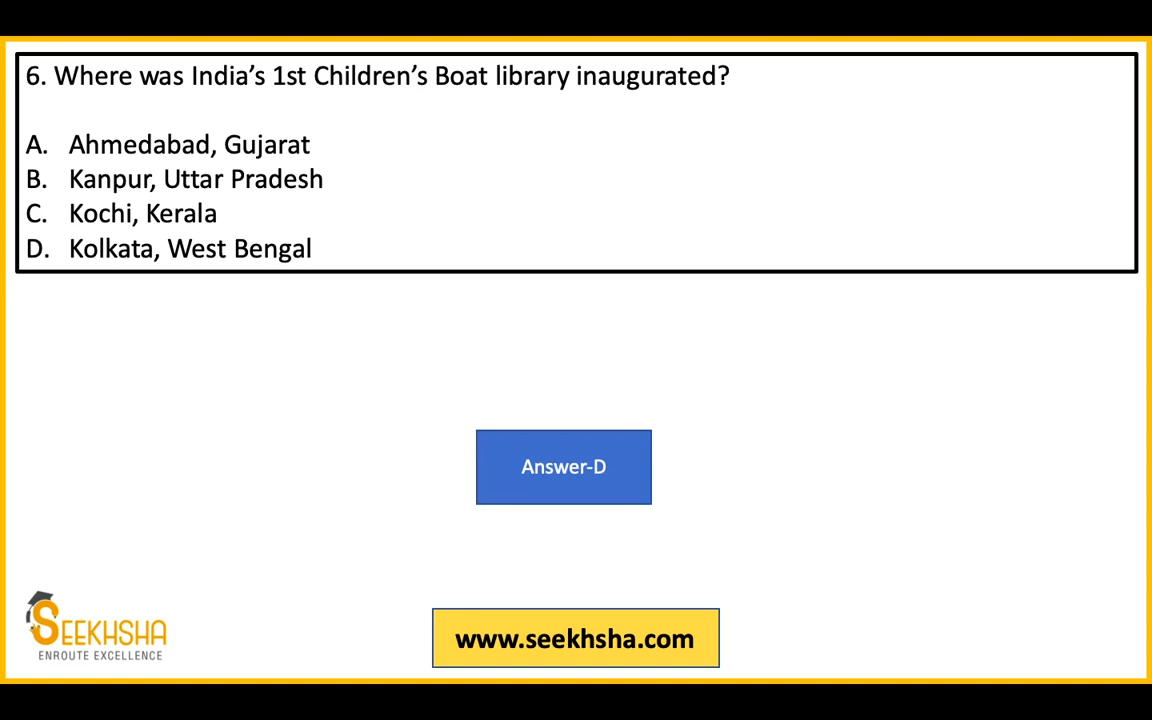 6. Where was India’s 1st Children’s Boat library inaugurated?
A. Ahmedabad, Gujarat
B. Kanpur, Uttar Pradesh
C. Kochi, Kerala
D. Kolkata, West Bengal
Answer-D
SEEKHSHA
ENROUTE EXCELLENCE
www.seekhsha.com